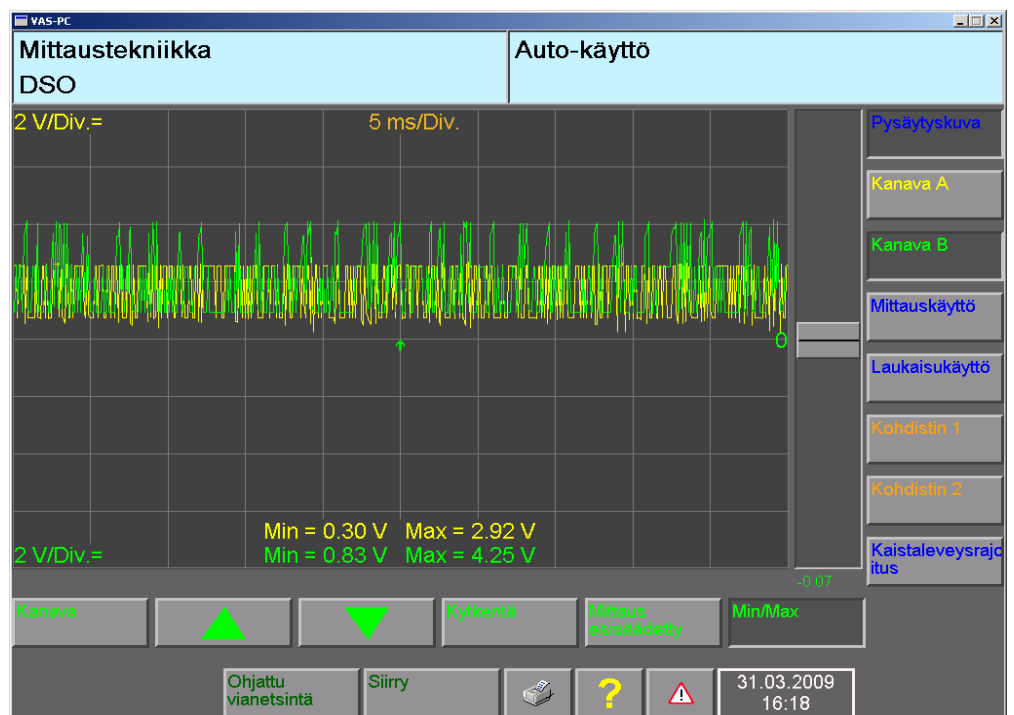 VAS-PC
Mittaustekniikka
DSO
Auto-käyttö
2 V/Div.=
5 ms/Div.
0
Min = 0.30 V Max = 2.92 V
2 V/Div.=
Min = 0.83 V Max = 4.25 V
-0.07
Pysäytyskuva
Kanava A
Kanava B
Mittauskäyttö
Laukaisukäyttö
Kohdistin 1
Kohdistin 2
Kaistaleveysrajo
itus
Kanava
Kytkentä
Mittaus
esisäädetty
Min/Max
Ohjattu
vianetsintä
Siirry
?
31.03.2009
16:18